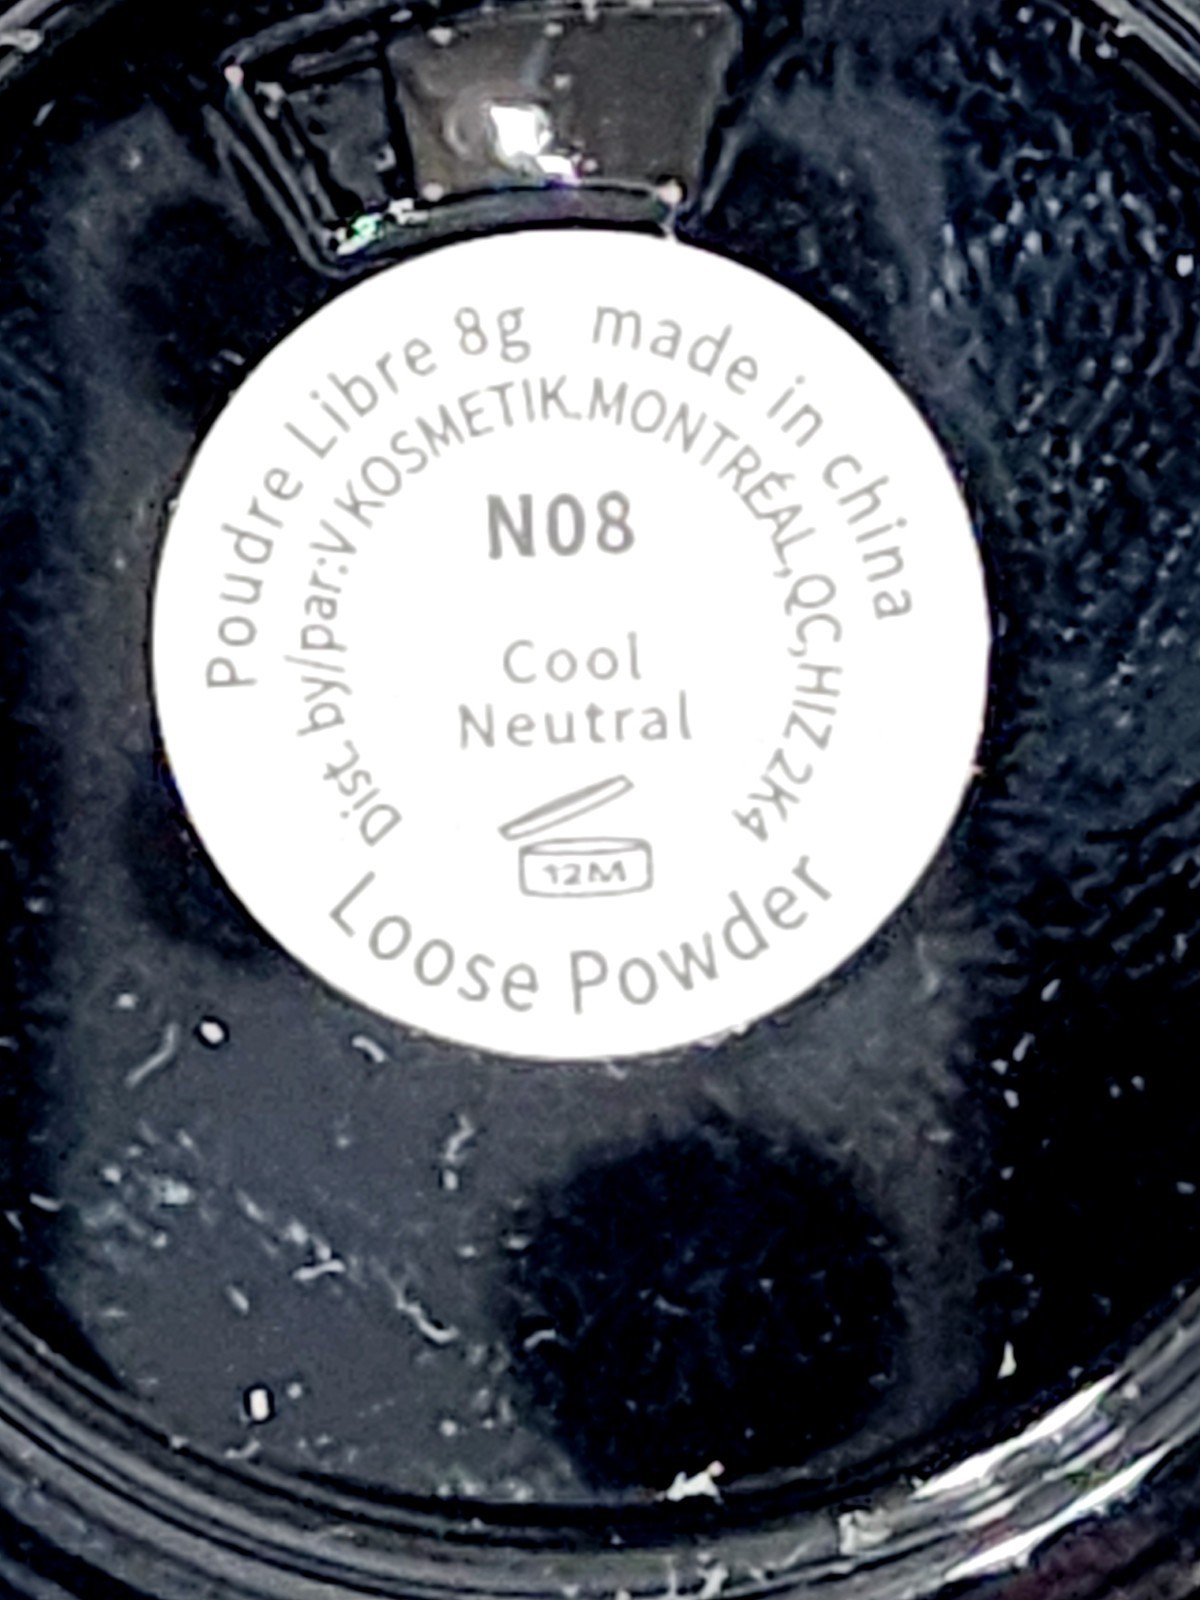 Poudre Libre 8g made in china
Dist. by/par:V KOSMETIK.MONTRÉAL,QC,HIZ 2K4
N08
Cool
Neutral
12M
Loose Powder